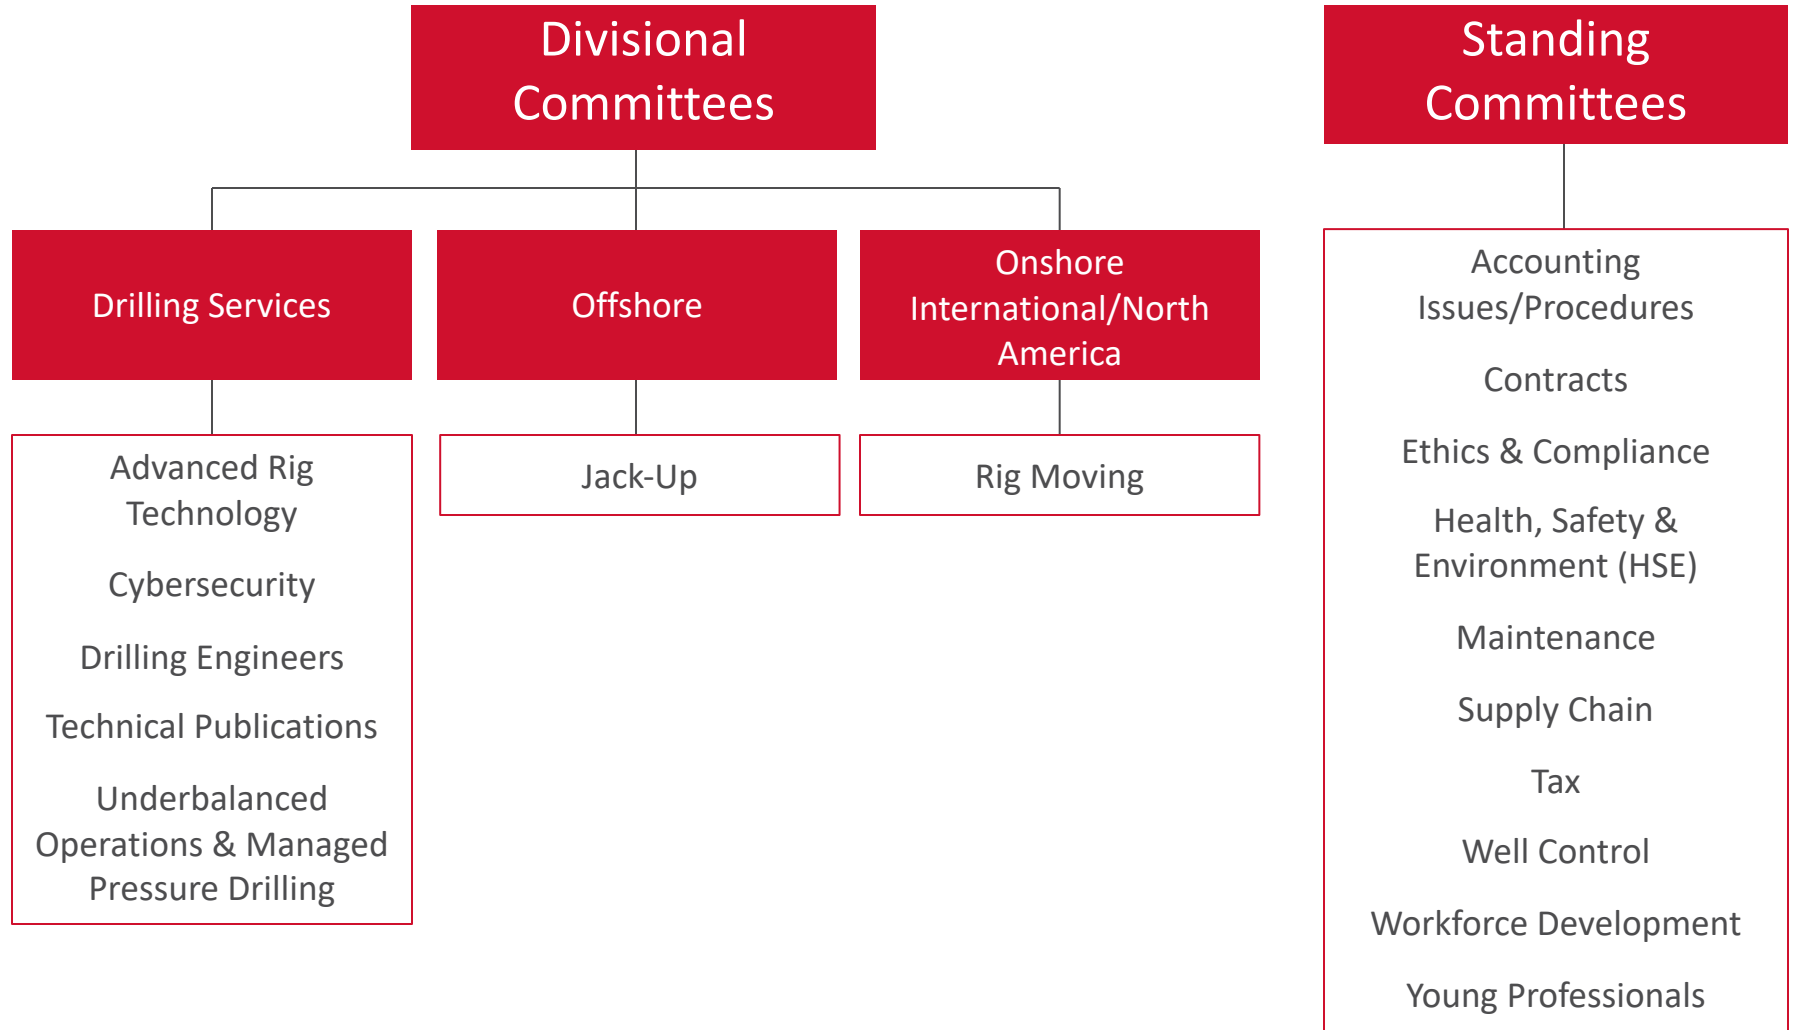 Divisional
Committees
Standing
Committees
Drilling Services
Offshore
Onshore
International/North
America
Advanced Rig
Technology
Cybersecurity
Drilling Engineers
Technical Publications
Underbalanced
Operations & Managed
Pressure Drilling
Jack-Up
Rig Moving
Accounting
Issues/Procedures
Contracts
Ethics & Compliance
Health, Safety &
Environment (HSE)
Maintenance
Supply Chain
Tax
Well Control
Workforce Development
Young Professionals